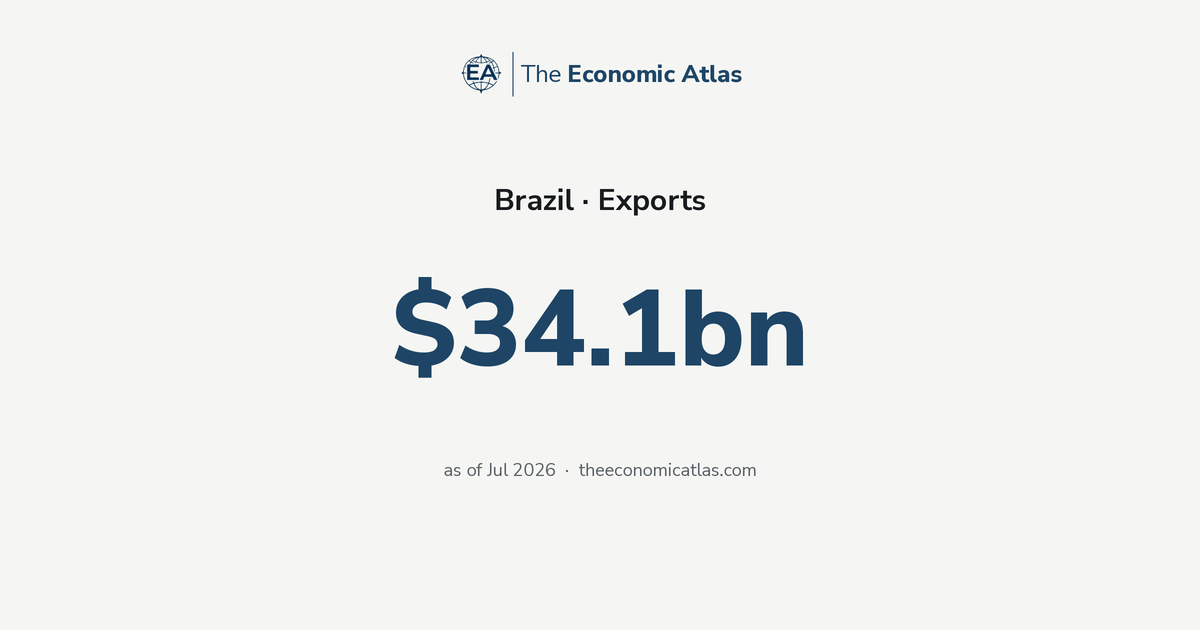 EA The Economic Atlas
Brazil · Exports
$34.1bn
as of Jul 2026 · theeconomicatlas.com